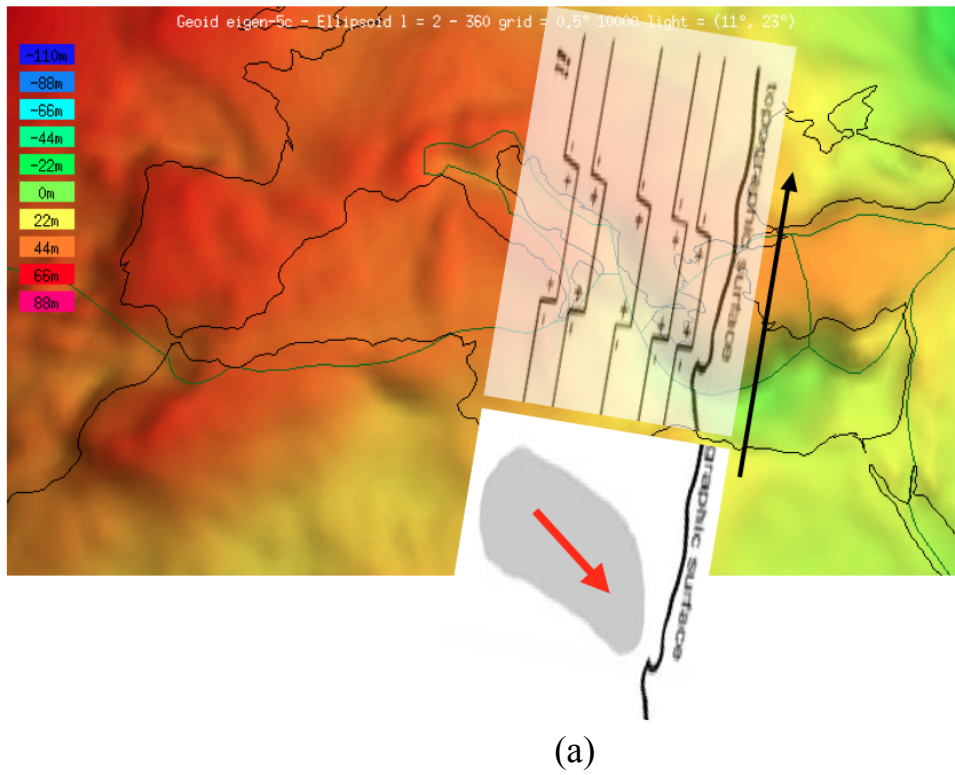 Geoid eigen-5c - Ellipsoid l = 2 - 360 grid = 0.5° 10000 light = (11°, 23°)
-110m
-88m
-66m
-44m
-22m
0m
22m
44m
66m
88m
topographic surface
graphic surface
(a)